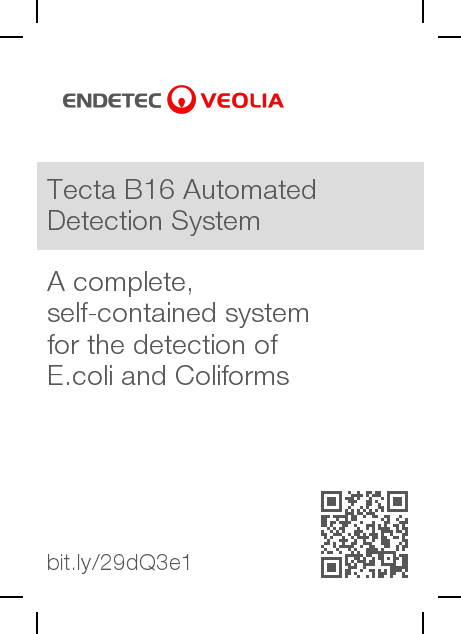 ENDETEC VEOLIA
Tecta B16 Automated
Detection System
A complete,
self-contained system
for the detection of
E.coli and Coliforms
bit.ly/29dQ3e1